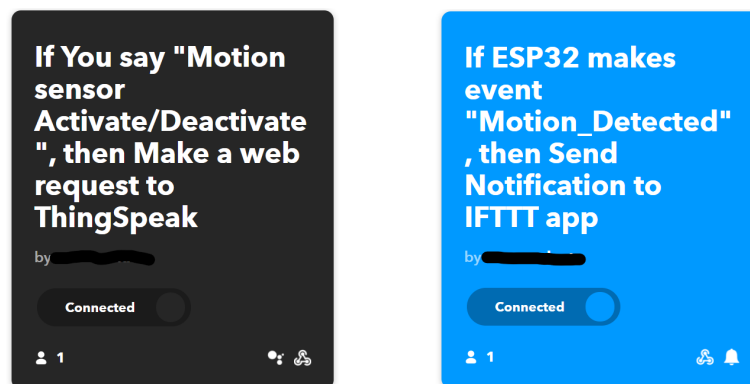 If You say "Motion
sensor
Activate/Deactivate
", then Make a web
request to
ThingSpeak
by
Connected
1
If ESP32 makes
event
"Motion_Detected"
, then Send
Notification to
IFTTT app
by
Connected
1